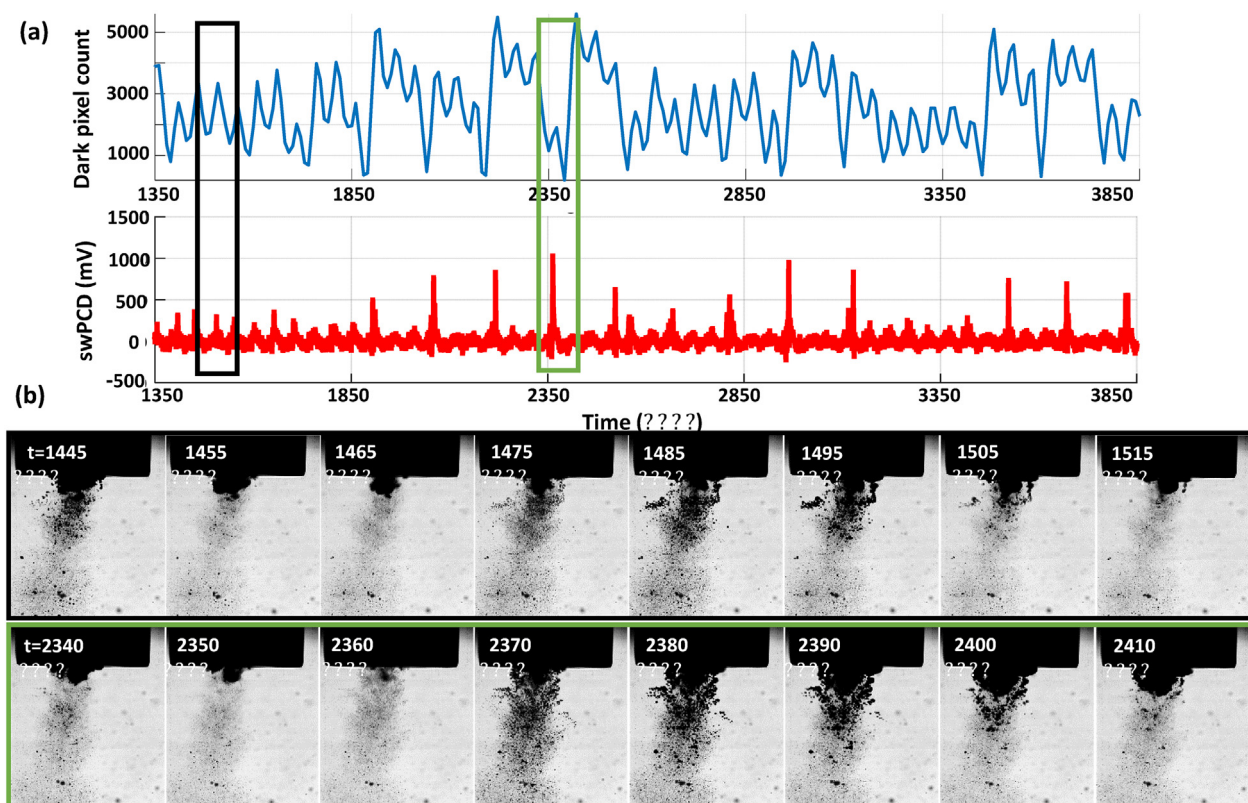 (a)
Dark pixel count
5000
3000
1000
1350 1850 2350 2850 3350 3850
swPCD (mV)
1500
1000
500
0
-500
1350 1850 2350 2850 3350 3850
Time (????)
(b)
t=1445 1455 1465 1475 1485 1495 1505 1515
???? ???? ???? ???? ???? ???? ???? ????
t=2340 2350 2360 2370 2380 2390 2400 2410
???? ???? ???? ???? ???? ???? ???? ????